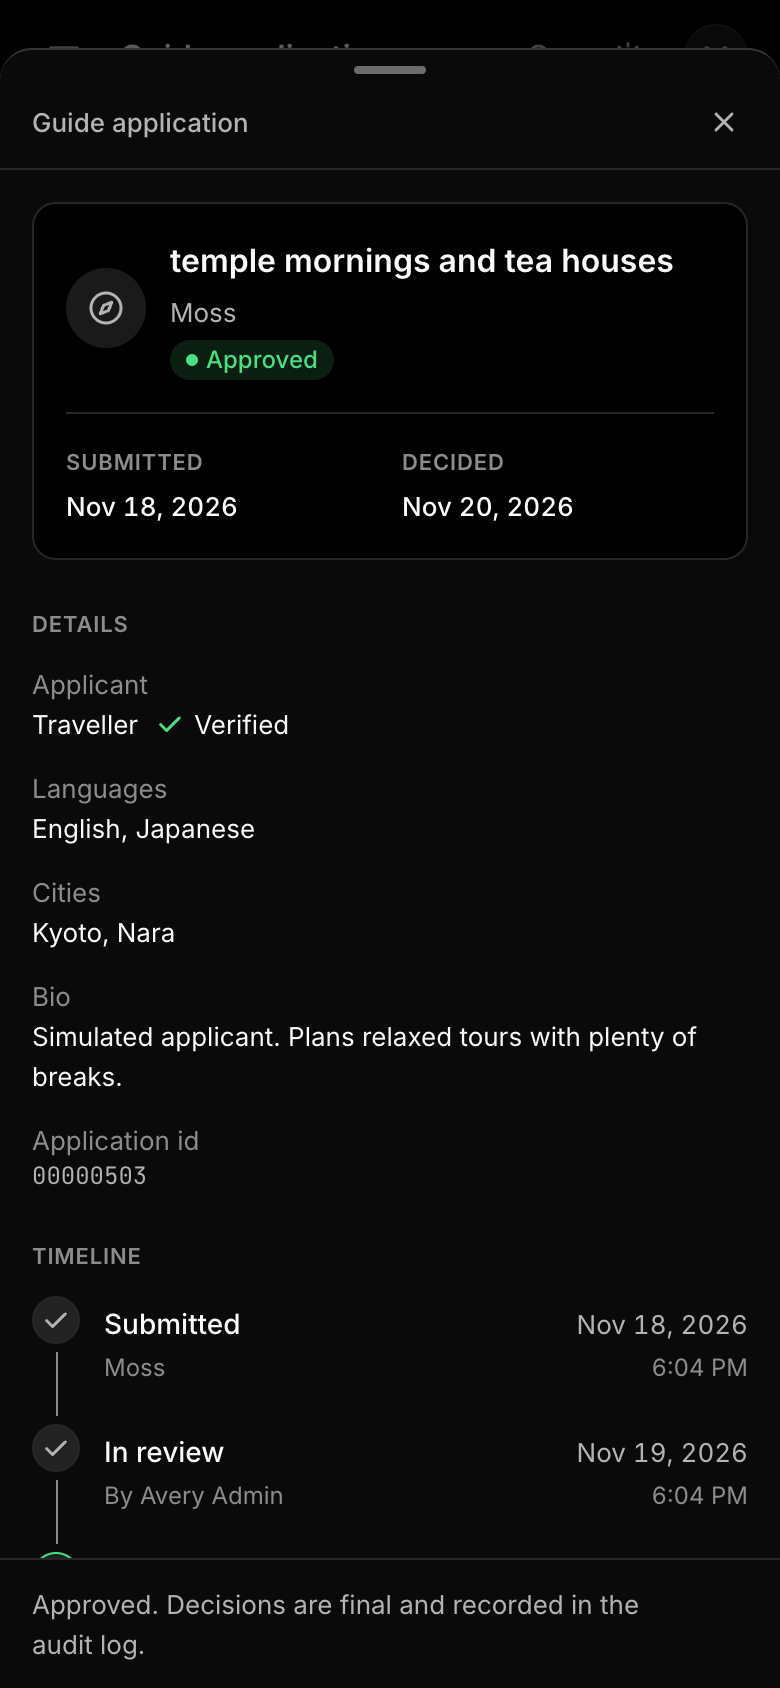 Guide application
temple mornings and tea houses
Moss
Approved
SUBMITTED
DECIDED
Nov 18, 2026
Nov 20, 2026
DETAILS
Applicant
Traveller Verified
Languages
English, Japanese
Cities
Kyoto, Nara
Bio
Simulated applicant. Plans relaxed tours with plenty of
breaks.
Application id
00000503
TIMELINE
Submitted
Nov 18, 2026
Moss
6:04 PM
In review
Nov 19, 2026
By Avery Admin
6:04 PM
Approved. Decisions are final and recorded in the
audit log.